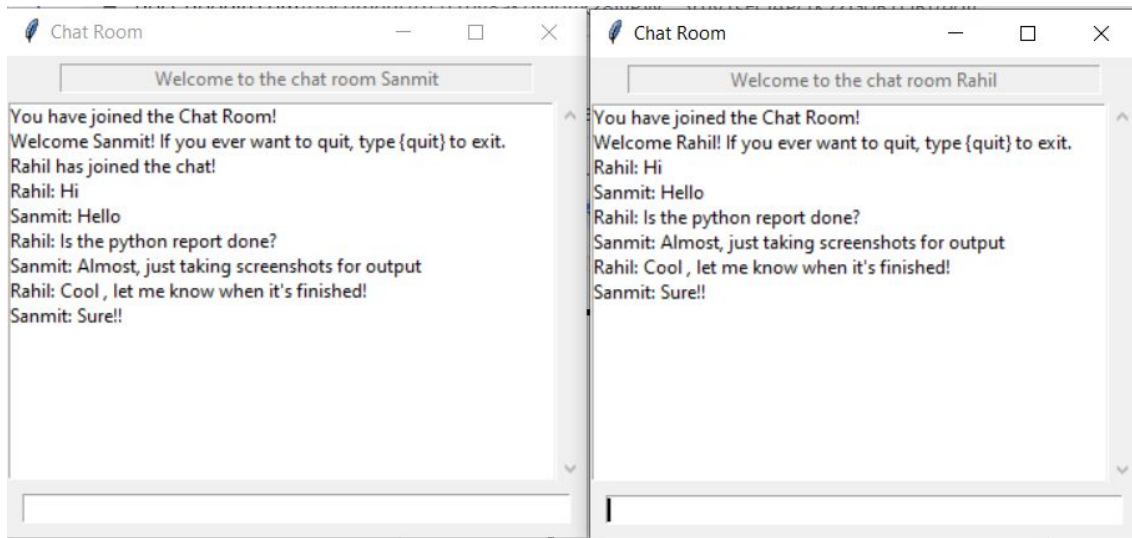 Chat Room
Welcome to the chat room Sanmit
You have joined the Chat Room!
Welcome Sanmit! If you ever want to quit, type {quit} to exit.
Rahil has joined the chat!
Rahil: Hi
Sanmit: Hello
Rahil: Is the python report done?
Sanmit: Almost, just taking screenshots for output
Rahil: Cool , let me know when it's finished!
Sanmit: Sure!!
Chat Room
Welcome to the chat room Rahil
You have joined the Chat Room!
Welcome Rahil! If you ever want to quit, type {quit} to exit.
Rahil: Hi
Sanmit: Hello
Rahil: Is the python report done?
Sanmit: Almost, just taking screenshots for output
Rahil: Cool , let me know when it's finished!
Sanmit: Sure!!